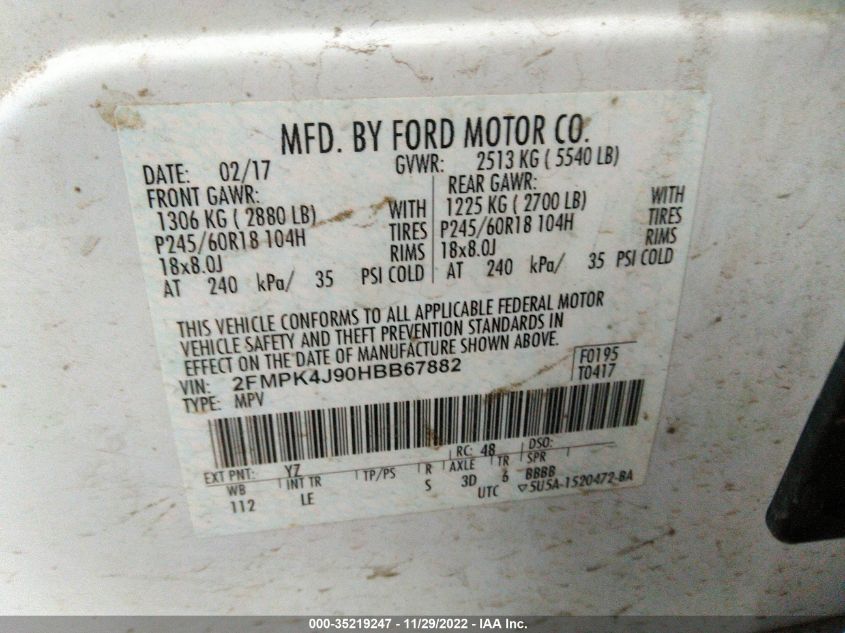 MFD. BY FORD MOTOR CO.
DATE: 02/17 GVWR: 2513 KG ( 5540 LB)
FRONT GAWR: REAR GAWR:
1306 KG ( 2880 LB) WITH 1225 KG ( 2700 LB) WITH
P245/60R18 104H TIRES P245/60R18 104H TIRES
18x8.0J RIMS 18x8.0J RIMS
AT 240 kPa/ 35 PSI COLD AT 240 kPa/ 35 PSI COLD
THIS VEHICLE CONFORMS TO ALL APPLICABLE FEDERAL MOTOR
VEHICLE SAFETY AND THEFT PREVENTION STANDARDS IN
EFFECT ON THE DATE OF MANUFACTURE SHOWN ABOVE.
VIN: 2FMPK4J90HBB67882 F0195
TYPE: MPV T0417
EXT PNT: YZ RC: 48 DSO:
WB INT TR TP/PS R AXLE TR SPR
112 LE S 3D 6 BBBB
UTC ▽5U5A-1520472-BA
000-35219247 - 11/29/2022 - IAA Inc.